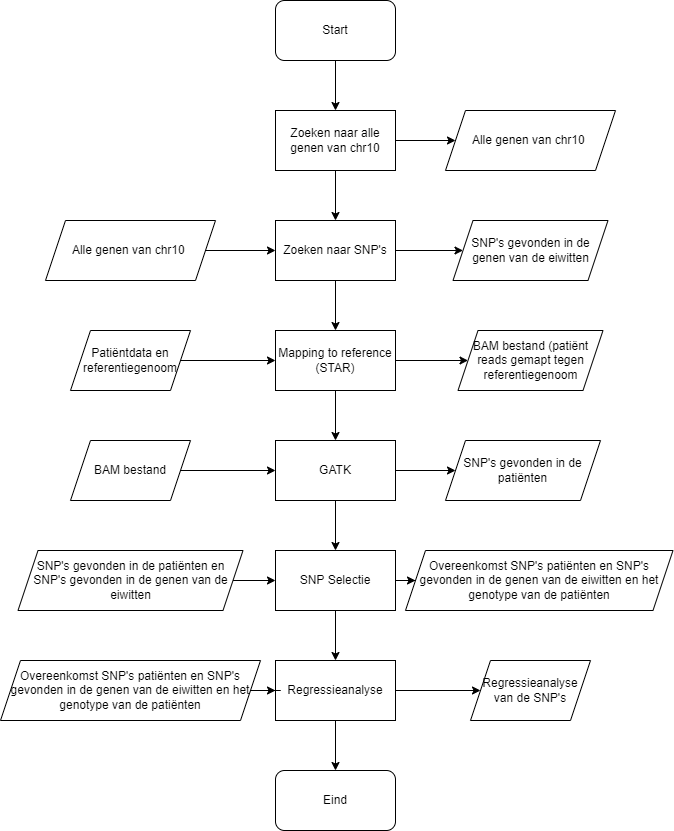 Start
Zoeken naar alle
genen van chr10
Alle genen van chr10
Alle genen van chr10
Zoeken naar SNP's
SNP's gevonden in de
genen van de eiwitten
Patiëntdata en
referentiegenoom
Mapping to reference
(STAR)
BAM bestand (patiënt
reads gemapt tegen
referentiegenoom
BAM bestand
GATK
SNP's gevonden in de
patiënten
SNP's gevonden in de patiënten en
SNP's gevonden in de genen van de
eiwitten
SNP Selectie
Overeenkomst SNP's patiënten en SNP's
gevonden in de genen van de eiwitten en het
genotype van de patiënten
Overeenkomst SNP's patiënten en SNP's
gevonden in de genen van de eiwitten en het
genotype van de patiënten
Regressieanalyse
Regressieanalyse
van de SNP's
Eind